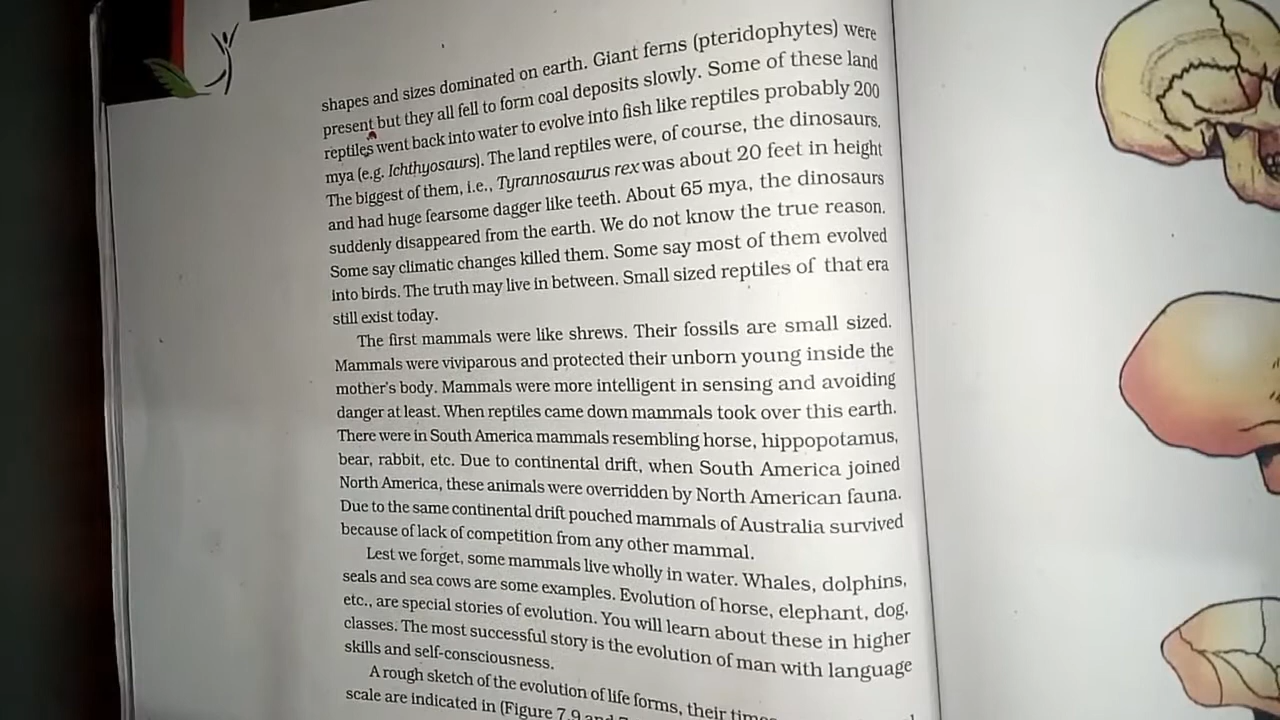 shapes and sizes dominated on earth. Giant ferns (pteridophytes) were
present but they all fell to form coal deposits slowly. Some of these land
reptiles went back into water to evolve into fish like reptiles probably 200
mya (e.g. Ichthyosaurs). The land reptiles were, of course, the dinosaurs.
The biggest of them, i.e., Tyrannosaurus rex was about 20 feet in height
and had huge fearsome dagger like teeth. About 65 mya, the dinosaurs
suddenly disappeared from the earth. We do not know the true reason.
Some say climatic changes killed them. Some say most of them evolved
into birds. The truth may live in between. Small sized reptiles of that era
still exist today.
The first mammals were like shrews. Their fossils are small sized.
Mammals were viviparous and protected their unborn young inside the
mother's body. Mammals were more intelligent in sensing and avoiding
danger at least. When reptiles came down mammals took over this earth.
There were in South America mammals resembling horse, hippopotamus,
bear, rabbit, etc. Due to continental drift, when South America joined
North America, these animals were overridden by North American fauna.
Due to the same continental drift pouched mammals of Australia survived
because of lack of competition from any other mammal.
Lest we forget, some mammals live wholly in water. Whales, dolphins,
seals and sea cows are some examples. Evolution of horse, elephant, dog,
etc., are special stories of evolution. You will learn about these in higher
classes. The most successful story is the evolution of man with language
skills and self-consciousness.
A rough sketch of the evolution of life forms, their times
scale are indicated in (Figure 7.9 and